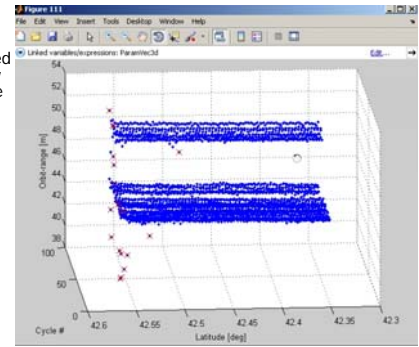 Figure 111
File Edit View Insert Tools Desktop Window Help
Linked variables/expressions: ParamVec3d
Edit...
ed
e
54
52
50
48
46
44
42
40
38
Orbit-range [m]
100
50
0
Cycle #
42.6
42.55
42.5
42.45
42.4
42.35
42.3
Latitude [deg]